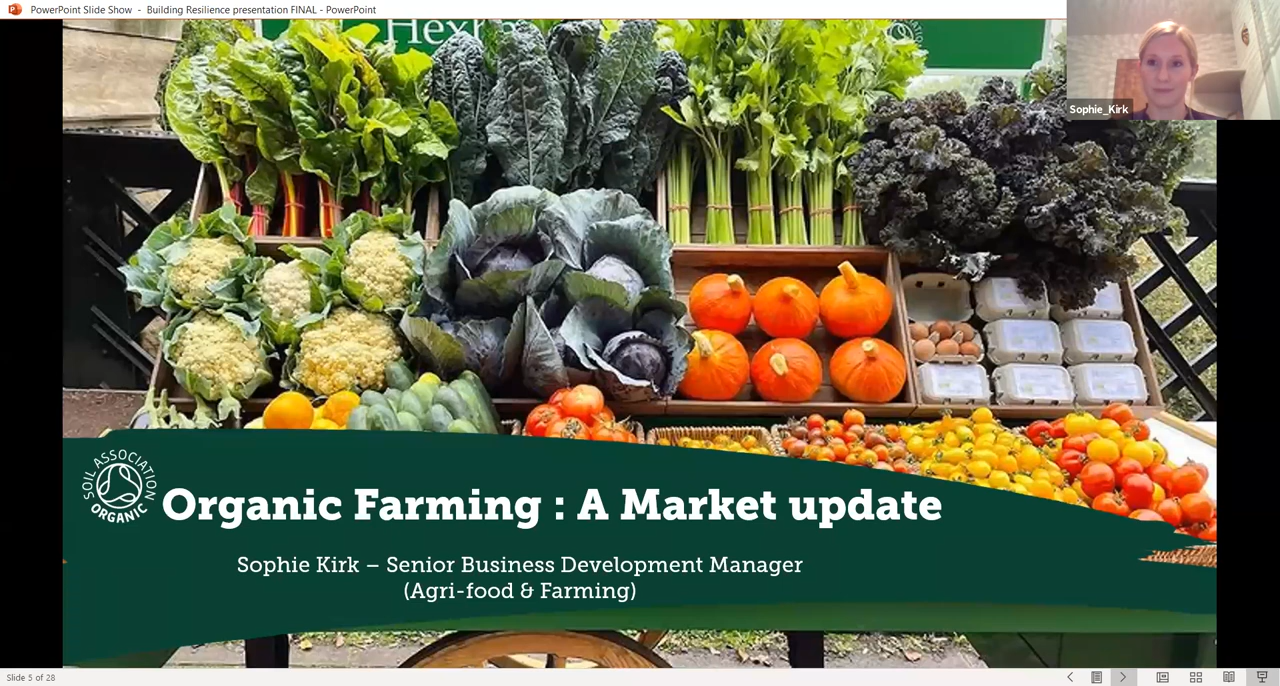 PowerPoint Slide Show - Building Resilience presentation FINAL - PowerPoint
Sophie_Kirk
SOIL ASSOCIATION
ORGANIC
Organic Farming : A Market update
Sophie Kirk – Senior Business Development Manager
(Agri-food & Farming)
Slide 5 of 28